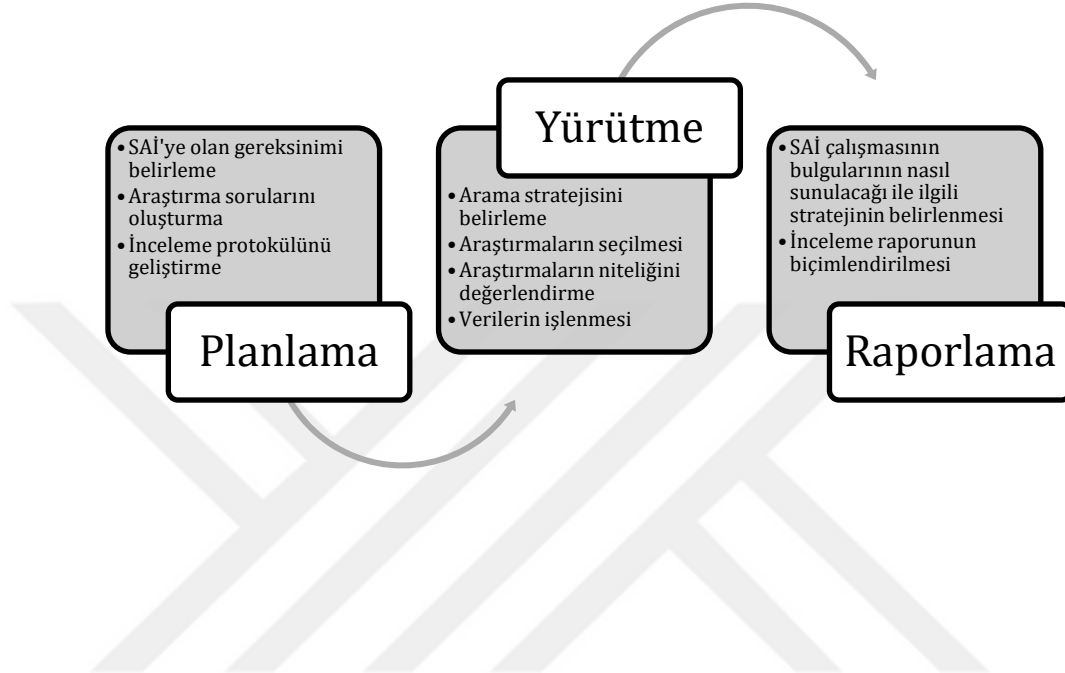 • SAİ'ye olan gereksinimi
belirleme
• Araştırma sorularını
oluşturma
• İnceleme protokülünü
geliştirme
Planlama
Yürütme
• Arama stratejisini
belirleme
• Araştırmaların seçilmesi
• Araştırmaların niteliğini
değerlendirme
• Verilerin işlenmesi
• SAİ çalışmasının
bulgularının nasıl
sunulacağı ile ilgili
stratejinin belirlenmesi
• İnceleme raporunun
biçimlendirilmesi
Raporlama